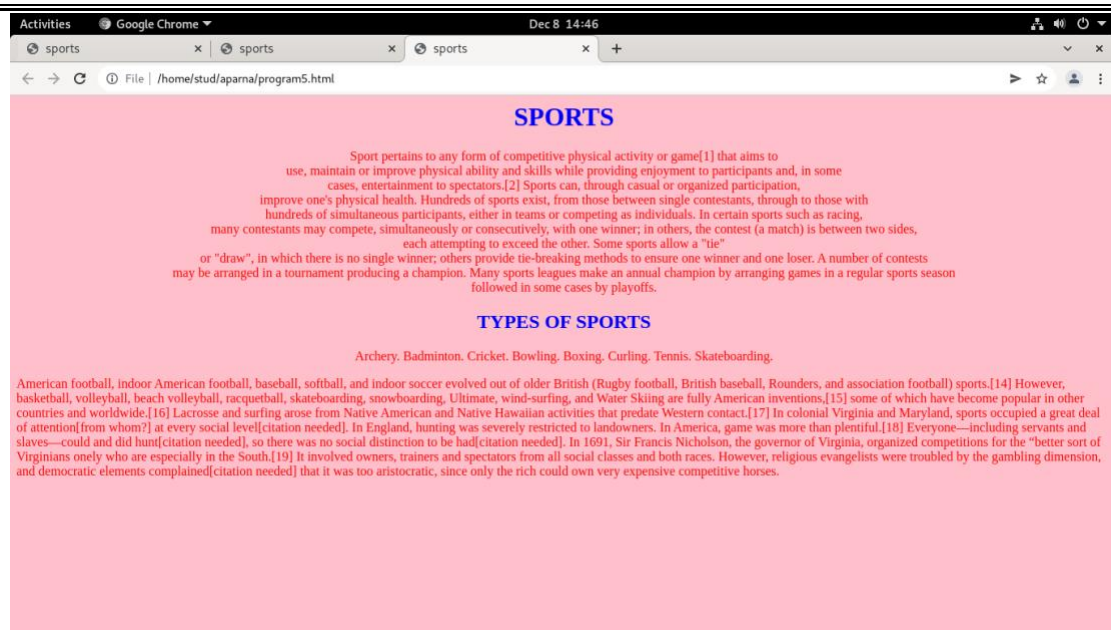 Activities Google Chrome Dec 8 14:46
sports sports sports
File /home/stud/aparna/program5.html
SPORTS
Sport pertains to any form of competitive physical activity or game[1] that aims to
use, maintain or improve physical ability and skills while providing enjoyment to participants and, in some
cases, entertainment to spectators.[2] Sports can, through casual or organized participation,
improve one's physical health. Hundreds of sports exist, from those between single contestants, through to those with
hundreds of simultaneous participants, either in teams or competing as individuals. In certain sports such as racing,
many contestants may compete, simultaneously or consecutively, with one winner; in others, the contest (a match) is between two sides,
each attempting to exceed the other. Some sports allow a "tie"
or "draw", in which there is no single winner; others provide tie-breaking methods to ensure one winner and one loser. A number of contests
may be arranged in a tournament producing a champion. Many sports leagues make an annual champion by arranging games in a regular sports season
followed in some cases by playoffs.
TYPES OF SPORTS
Archery. Badminton. Cricket. Bowling. Boxing. Curling. Tennis. Skateboarding.
American football, indoor American football, baseball, softball, and indoor soccer evolved out of older British (Rugby football, British baseball, Rounders, and association football) sports.[14] However,
basketball, volleyball, beach volleyball, racquetball, skateboarding, snowboarding, Ultimate, wind-surfing, and Water Skiing are fully American inventions,[15] some of which have become popular in other
countries and worldwide.[16] Lacrosse and surfing arose from Native American and Native Hawaiian activities that predate Western contact.[17] In colonial Virginia and Maryland, sports occupied a great deal
of attention[from whom?] at every social level[citation needed]. In England, hunting was severely restricted to landowners. In America, game was more than plentiful.[18] Everyone—including servants and
slaves—could and did hunt[citation needed], so there was no social distinction to be had[citation needed]. In 1691, Sir Francis Nicholson, the governor of Virginia, organized competitions for the “better sort of
Virginians onely who are especially in the South.[19] It involved owners, trainers and spectators from all social classes and both races. However, religious evangelists were troubled by the gambling dimension,
and democratic elements complained[citation needed] that it was too aristocratic, since only the rich could own very expensive competitive horses.